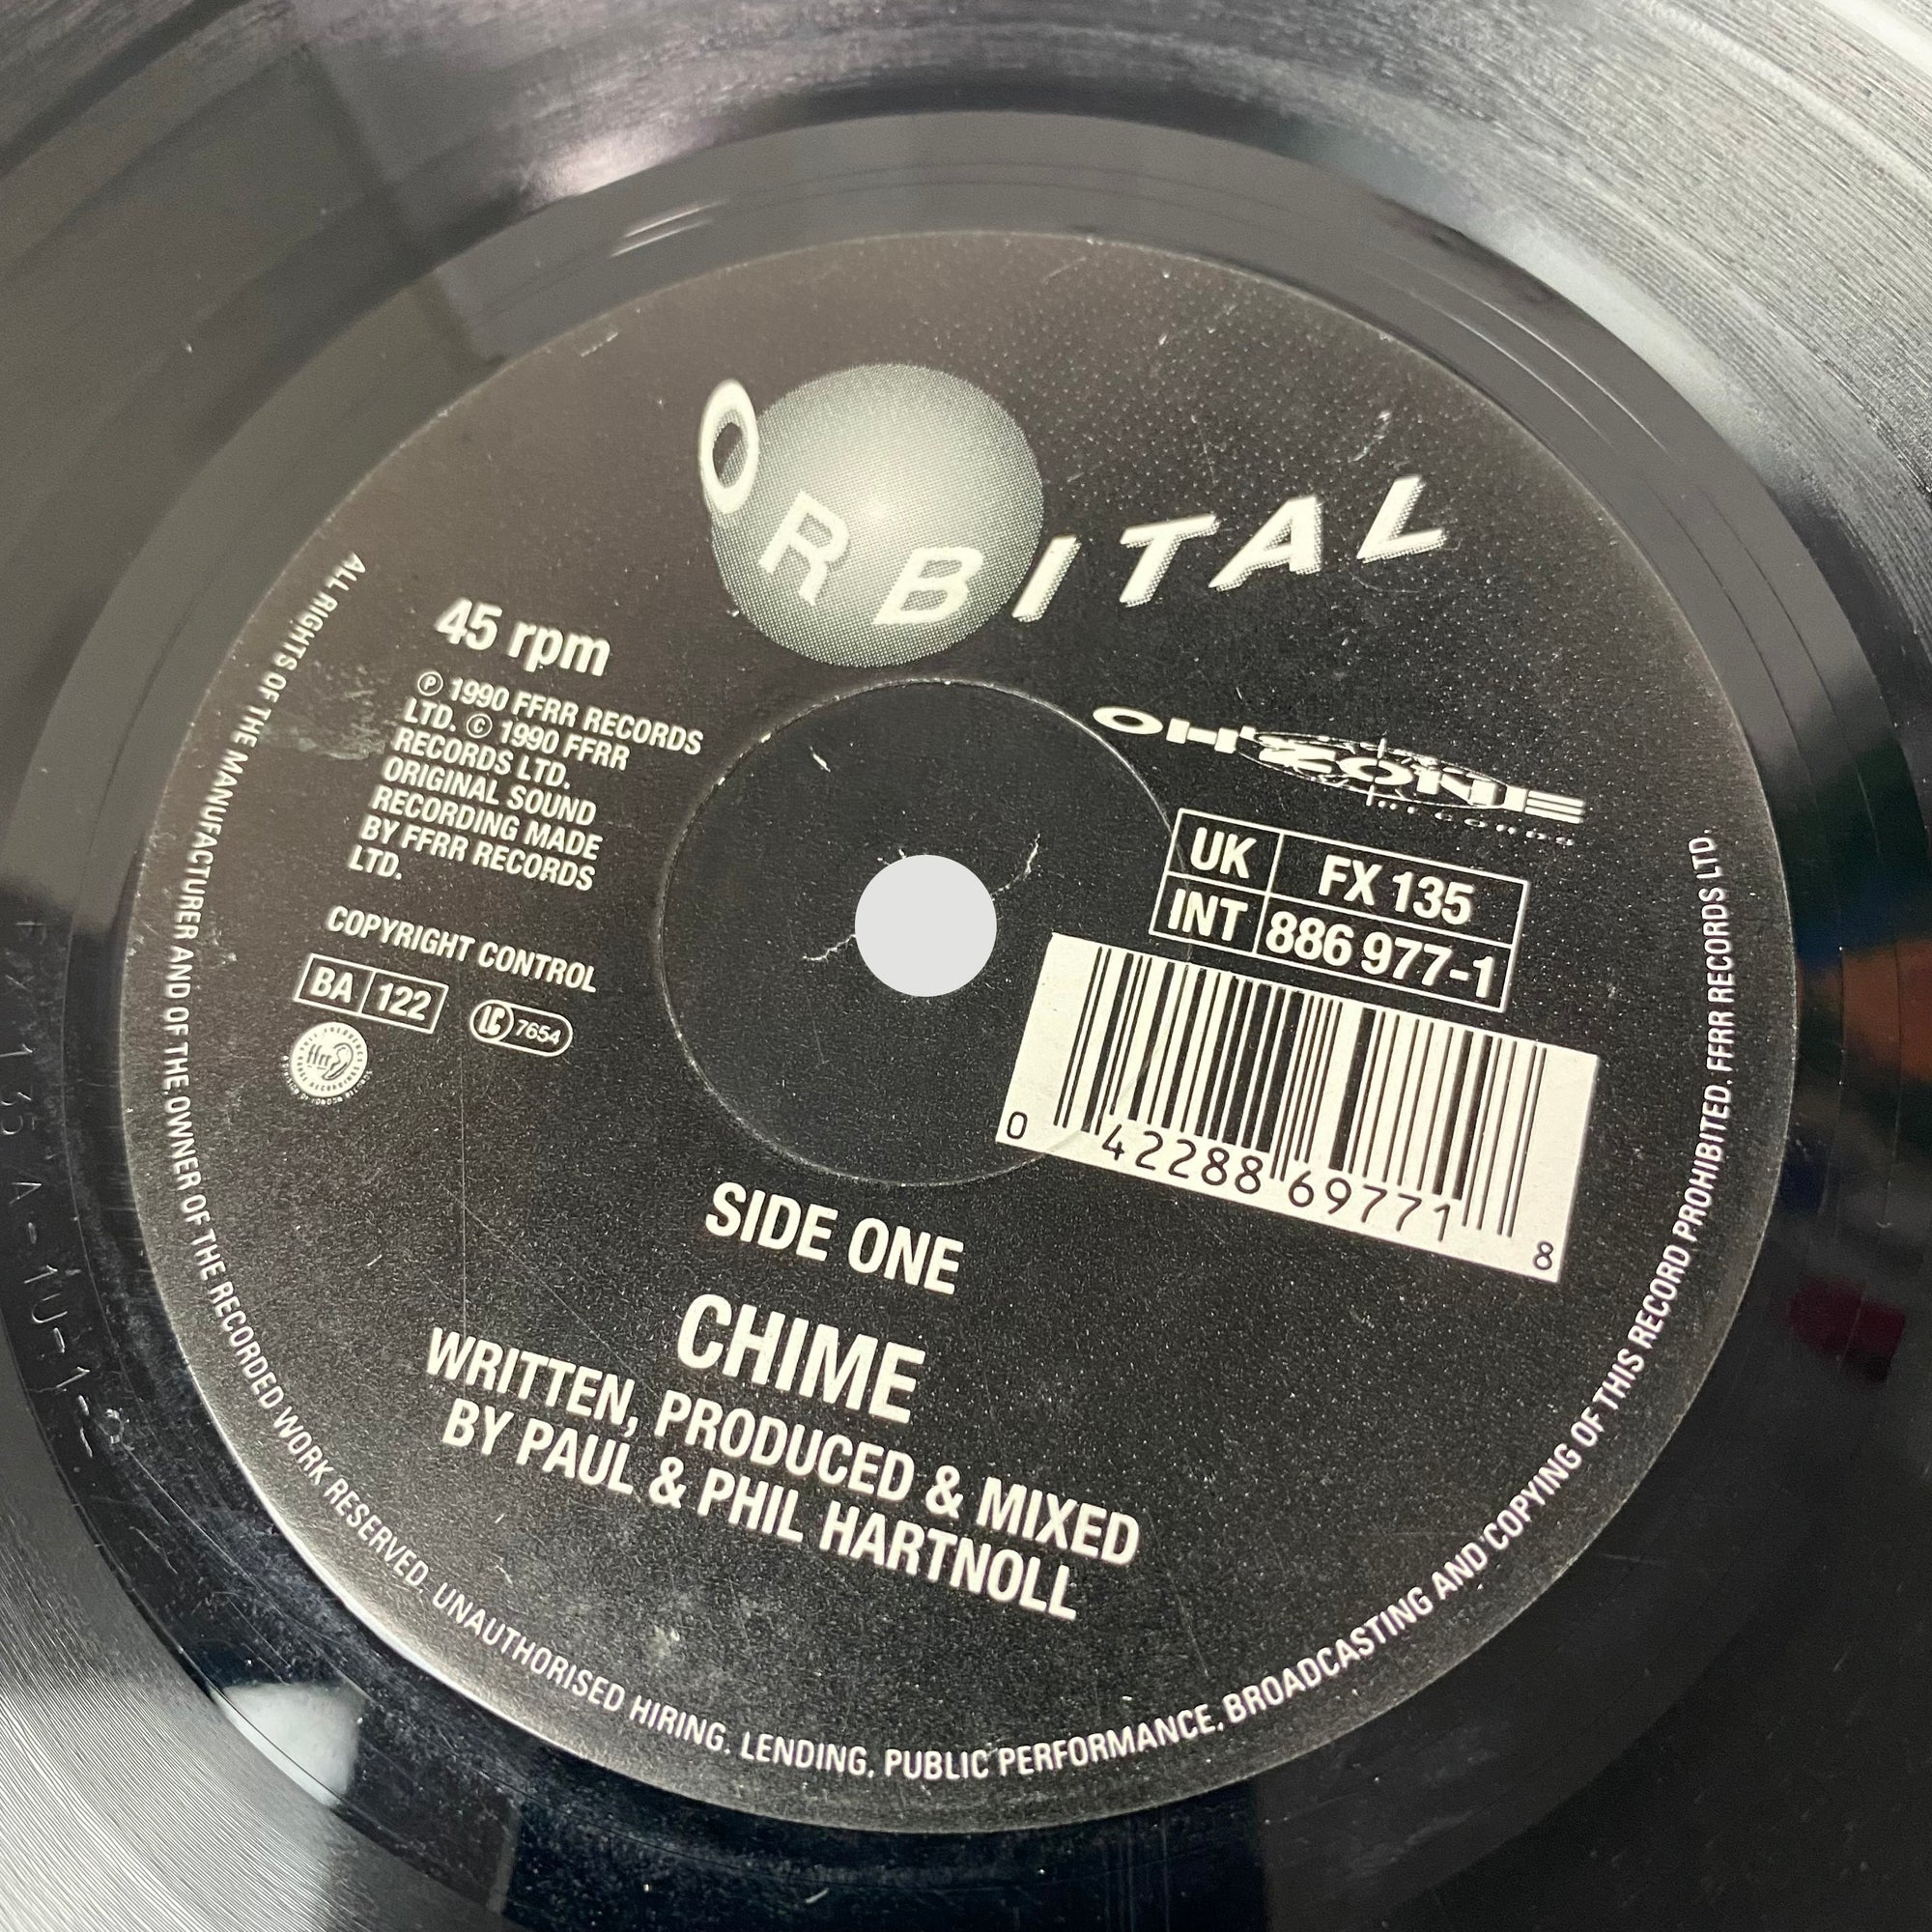 ORBITAL
OH'ZONE
RECORDS
45 rpm
Ⓟ 1990 FFRR RECORDS
LTD. © 1990 FFRR
RECORDS LTD.
ORIGINAL SOUND
RECORDING MADE
BY FFRR RECORDS
LTD.
COPYRIGHT CONTROL
BA 122
LC 7654
ffrr
UK FX 135
INT 886 977-1
0 42288 69771 8
SIDE ONE
CHIME
WRITTEN, PRODUCED & MIXED
BY PAUL & PHIL HARTNOLL
ALL RIGHTS OF THE MANUFACTURER AND OF THE OWNER OF THE RECORDED WORK RESERVED. UNAUTHORISED HIRING, LENDING, PUBLIC PERFORMANCE, BROADCASTING AND COPYING OF THIS RECORD PROHIBITED. FFRR RECORDS LTD.